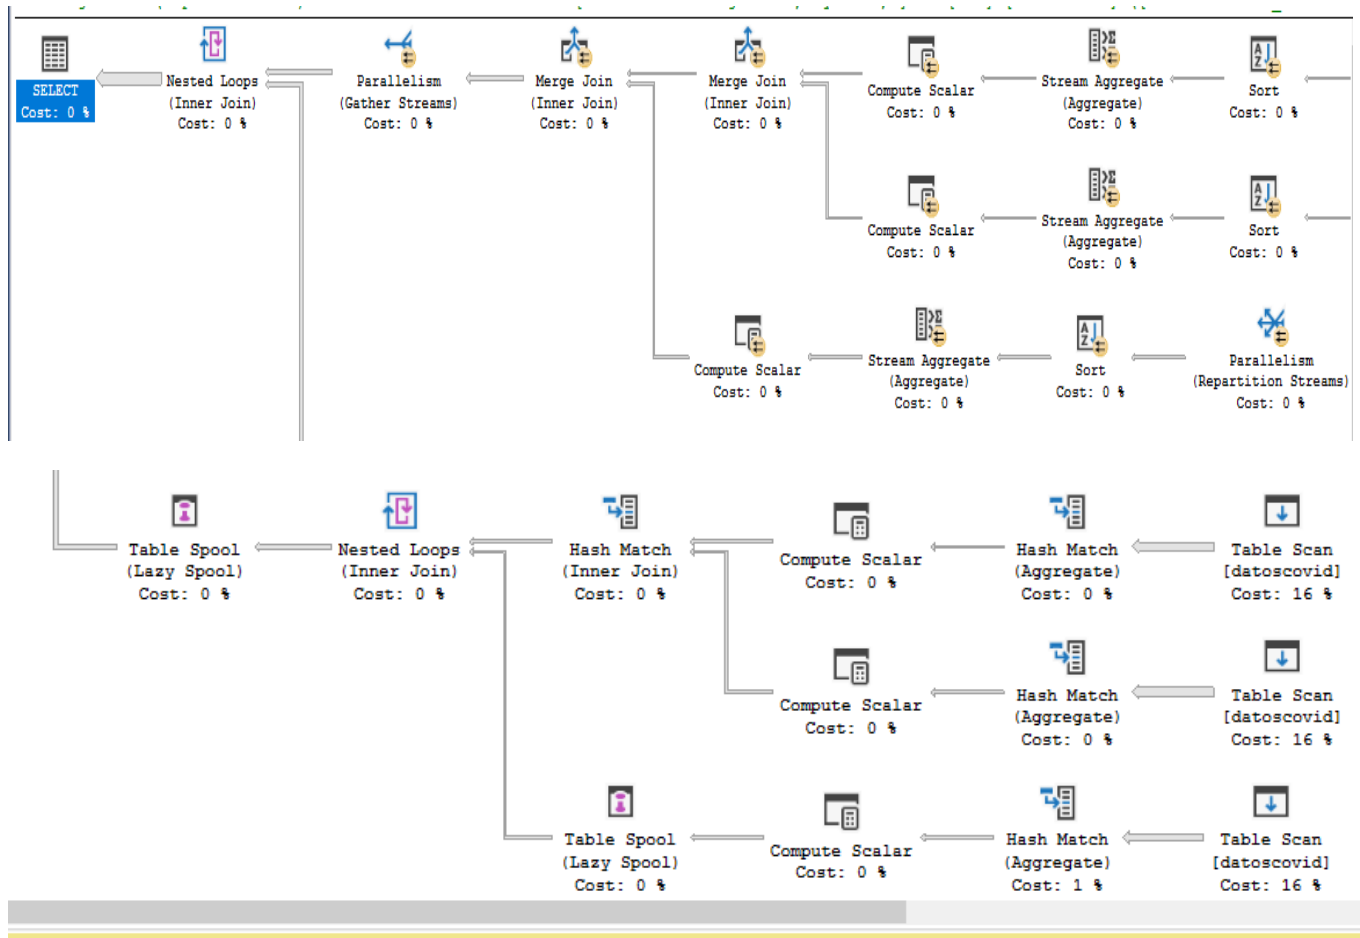 SELECT
Cost: 0 %
Nested Loops
(Inner Join)
Cost: 0 %
Parallelism
(Gather Streams)
Cost: 0 %
Merge Join
(Inner Join)
Cost: 0 %
Merge Join
(Inner Join)
Cost: 0 %
Compute Scalar
Cost: 0 %
Stream Aggregate
(Aggregate)
Cost: 0 %
Sort
Cost: 0 %
Compute Scalar
Cost: 0 %
Stream Aggregate
(Aggregate)
Cost: 0 %
Sort
Cost: 0 %
Compute Scalar
Cost: 0 %
Stream Aggregate
(Aggregate)
Cost: 0 %
Sort
Cost: 0 %
Parallelism
(Repartition Streams)
Cost: 0 %
Table Spool
(Lazy Spool)
Cost: 0 %
Nested Loops
(Inner Join)
Cost: 0 %
Hash Match
(Inner Join)
Cost: 0 %
Compute Scalar
Cost: 0 %
Hash Match
(Aggregate)
Cost: 0 %
Table Scan
[datoscovid]
Cost: 16 %
Compute Scalar
Cost: 0 %
Hash Match
(Aggregate)
Cost: 0 %
Table Scan
[datoscovid]
Cost: 16 %
Table Spool
(Lazy Spool)
Cost: 0 %
Compute Scalar
Cost: 0 %
Hash Match
(Aggregate)
Cost: 1 %
Table Scan
[datoscovid]
Cost: 16 %